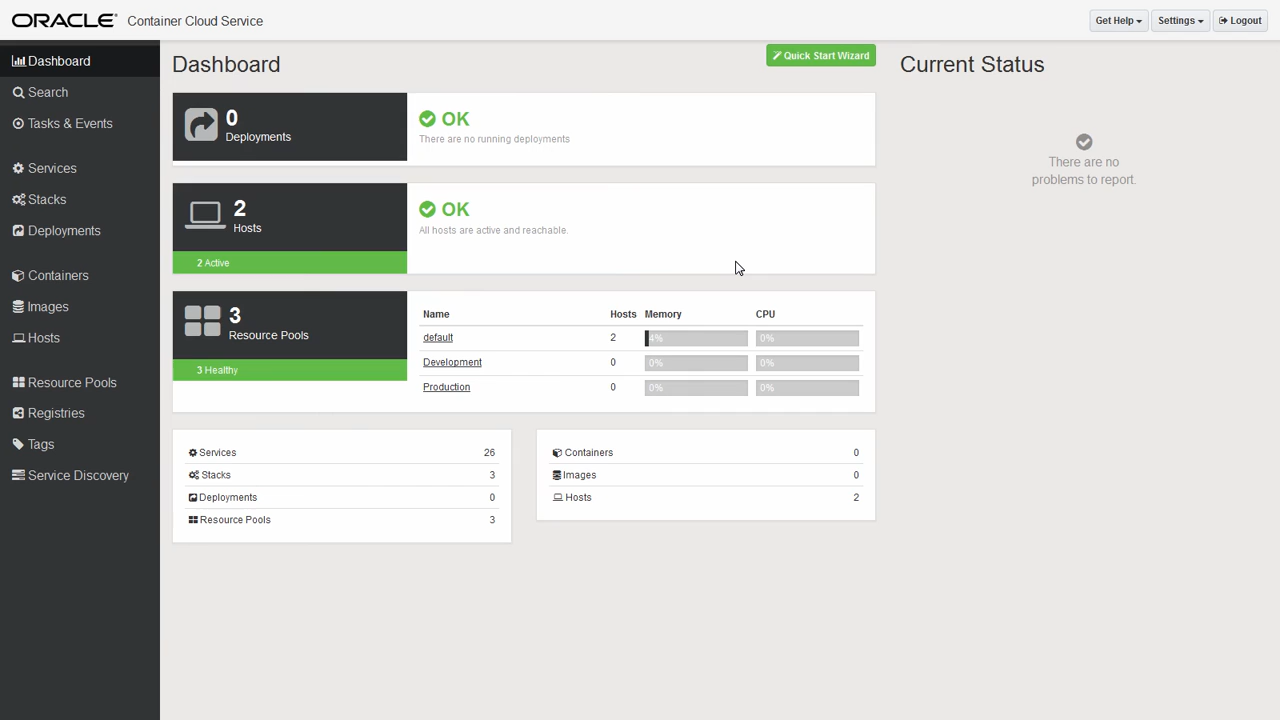 ORACLE® Container Cloud Service
Get Help
Settings
Logout
Dashboard
Search
Tasks & Events
Services
Stacks
Deployments
Containers
Images
Hosts
Resource Pools
Registries
Tags
Service Discovery
Dashboard
Quick Start Wizard
0
Deployments
OK
There are no running deployments
2
Hosts
2 Active
OK
All hosts are active and reachable.
3
Resource Pools
3 Healthy
Name Hosts Memory CPU
default 2 4% 0%
Development 0 0% 0%
Production 0 0% 0%
Services 26
Stacks 3
Deployments 0
Resource Pools 3
Containers 0
Images 0
Hosts 2
Current Status
There are no
problems to report.